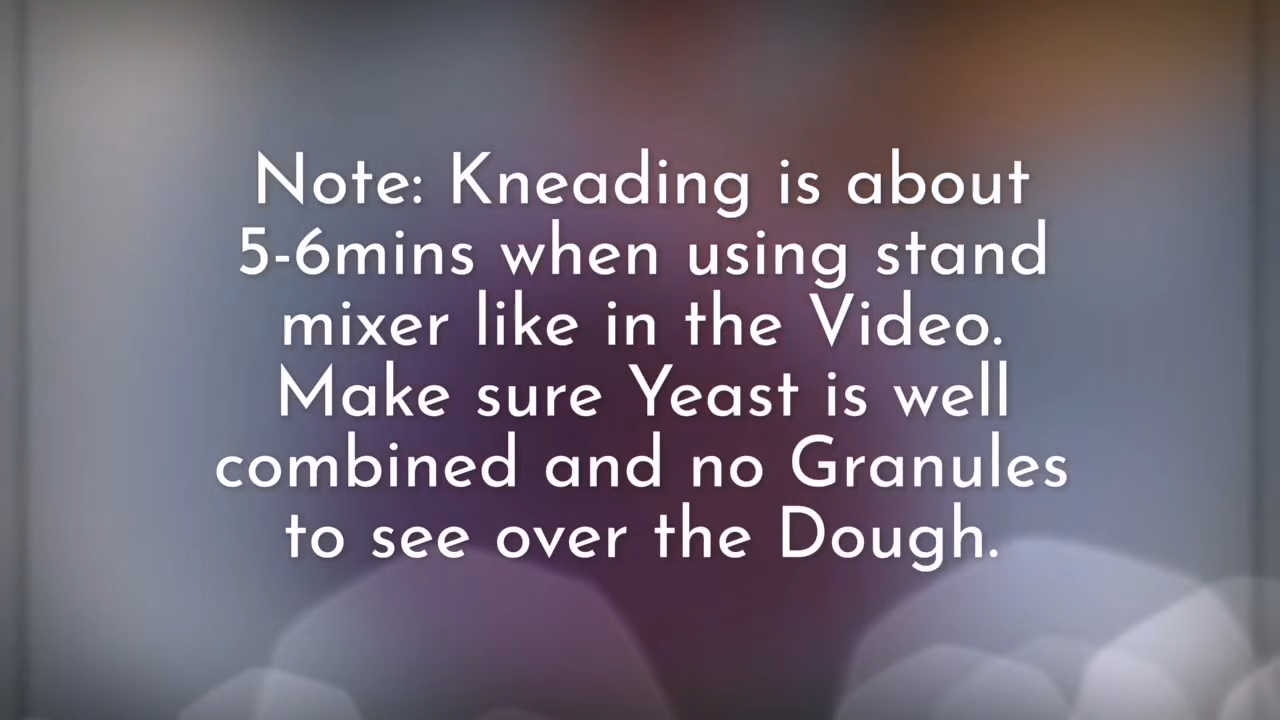 Note: Kneading is about
5-6mins when using stand
mixer like in the Video.
Make sure Yeast is well
combined and no Granules
to see over the Dough.